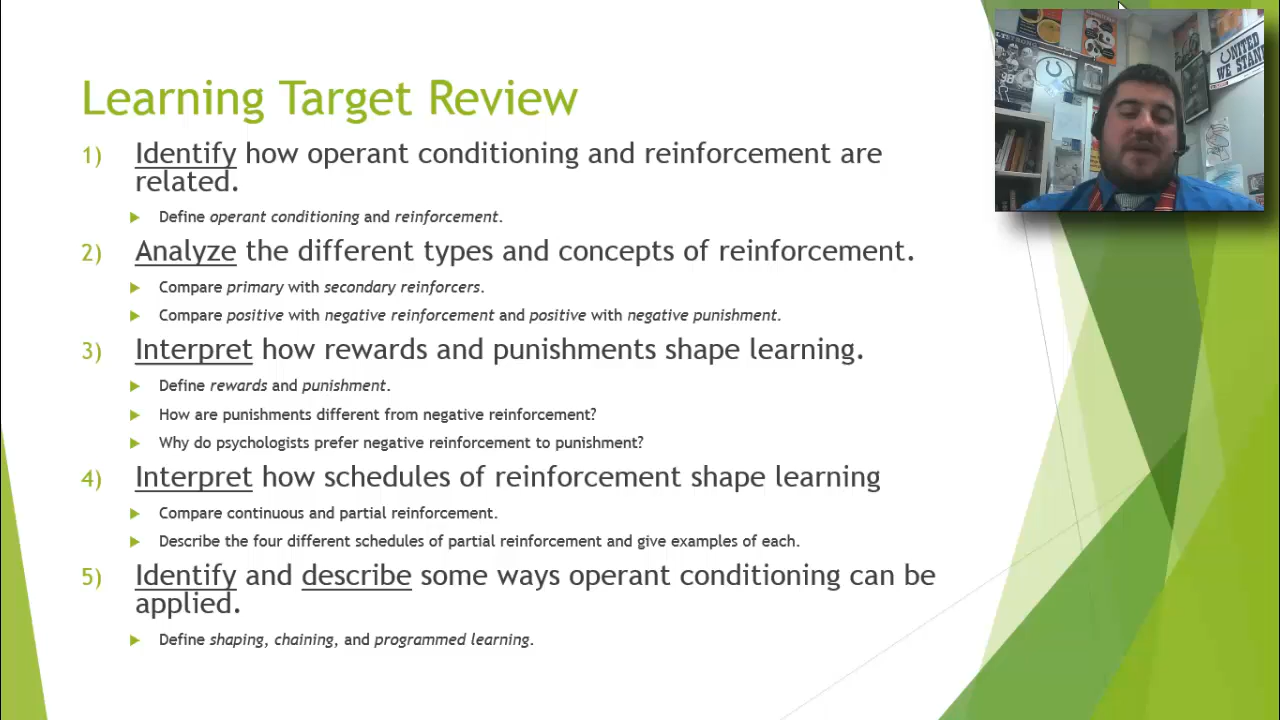 Learning Target Review
1) Identify how operant conditioning and reinforcement are
related.
Define operant conditioning and reinforcement.
2) Analyze the different types and concepts of reinforcement.
Compare primary with secondary reinforcers.
Compare positive with negative reinforcement and positive with negative punishment.
3) Interpret how rewards and punishments shape learning.
Define rewards and punishment.
How are punishments different from negative reinforcement?
Why do psychologists prefer negative reinforcement to punishment?
4) Interpret how schedules of reinforcement shape learning
Compare continuous and partial reinforcement.
Describe the four different schedules of partial reinforcement and give examples of each.
5) Identify and describe some ways operant conditioning can be
applied.
Define shaping, chaining, and programmed learning.
UNITED
WE STAND